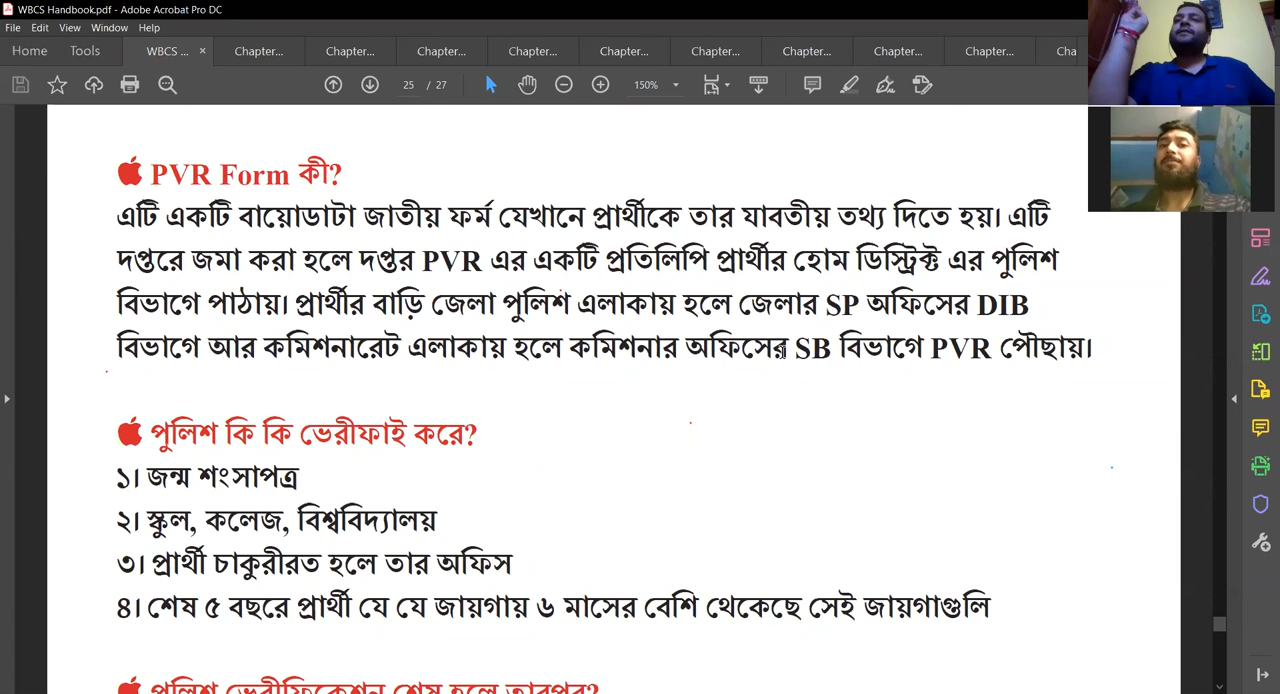 WBCS Handbook.pdf - Adobe Acrobat Pro DC
File Edit View Window Help
Home Tools WBCS ... × Chapter... Chapter... Chapter... Chapter... Chapter... Chapter... Chapter... Chapter... Chapter... Cha
25 / 27 150%
PVR Form কী?
এটি একটি বায়োডাটা জাতীয় ফর্ম যেখানে প্রার্থীকে তার যাবতীয় তথ্য দিতে হয়। এটি
দপ্তরে জমা করা হলে দপ্তর PVR এর একটি প্রতিলিপি প্রার্থীর হোম ডিস্ট্রিক্ট এর পুলিশ
বিভাগে পাঠায়। প্রার্থীর বাড়ি জেলা পুলিশ এলাকায় হলে জেলার SP অফিসের DIB
বিভাগে আর কমিশনারেট এলাকায় হলে কমিশনার অফিসের SB বিভাগে PVR পৌছায়।
পুলিশ কি কি ভেরীফাই করে?
১। জন্ম শংসাপত্র
২। স্কুল, কলেজ, বিশ্ববিদ্যালয়
৩। প্রার্থী চাকুরীরত হলে তার অফিস
৪। শেষ ৫ বছরে প্রার্থী যে যে জায়গায় ৬ মাসের বেশি থেকেছে সেই জায়গাগুলি
পুলিশ ভেরীফিকেশন শেষ হলে তারপর?